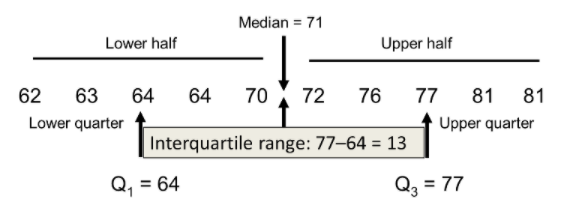 Median = 71
Lower half Upper half
62 63 64 64 70 72 76 77 81 81
Lower quarter Upper quarter
Interquartile range: 77–64 = 13
Q₁ = 64 Q₃ = 77